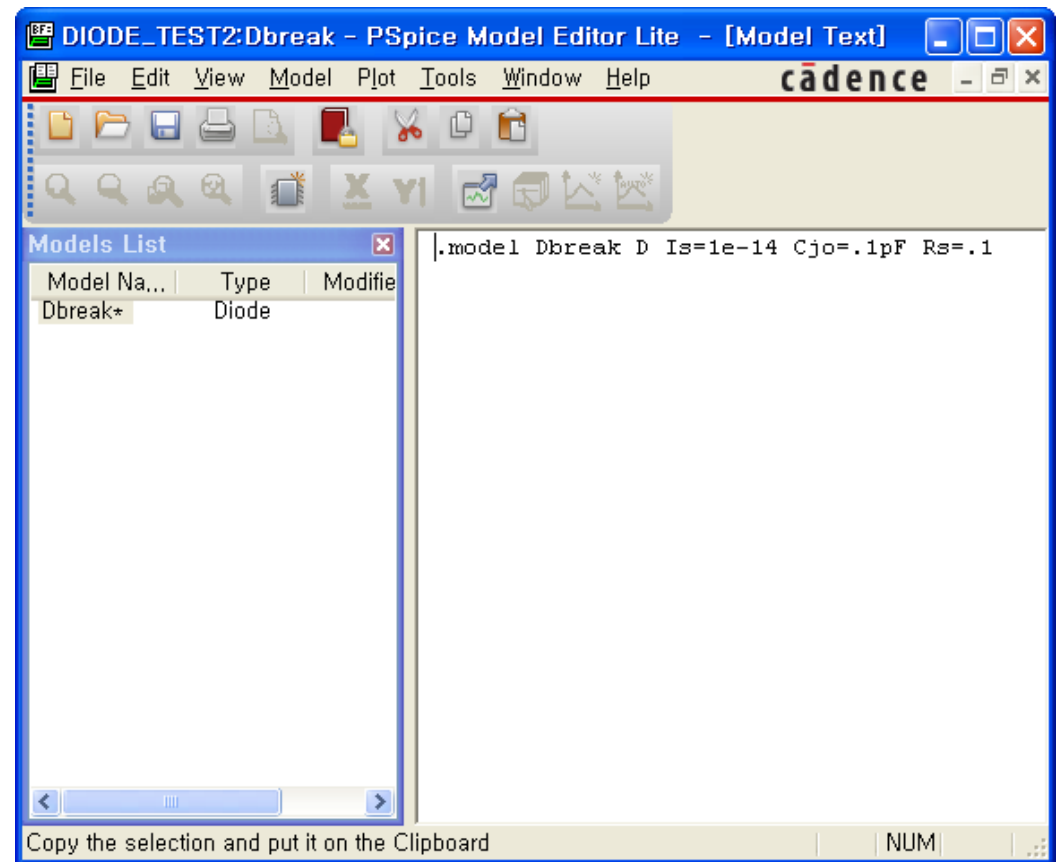 DIODE_TEST2:Dbreak - PSpice Model Editor Lite - [Model Text]
File Edit View Model Plot Tools Window Help cādence
Models List
Model Na... Type Modifie
Dbreak* Diode
.model Dbreak D Is=1e-14 Cjo=.1pF Rs=.1
Copy the selection and put it on the Clipboard NUM